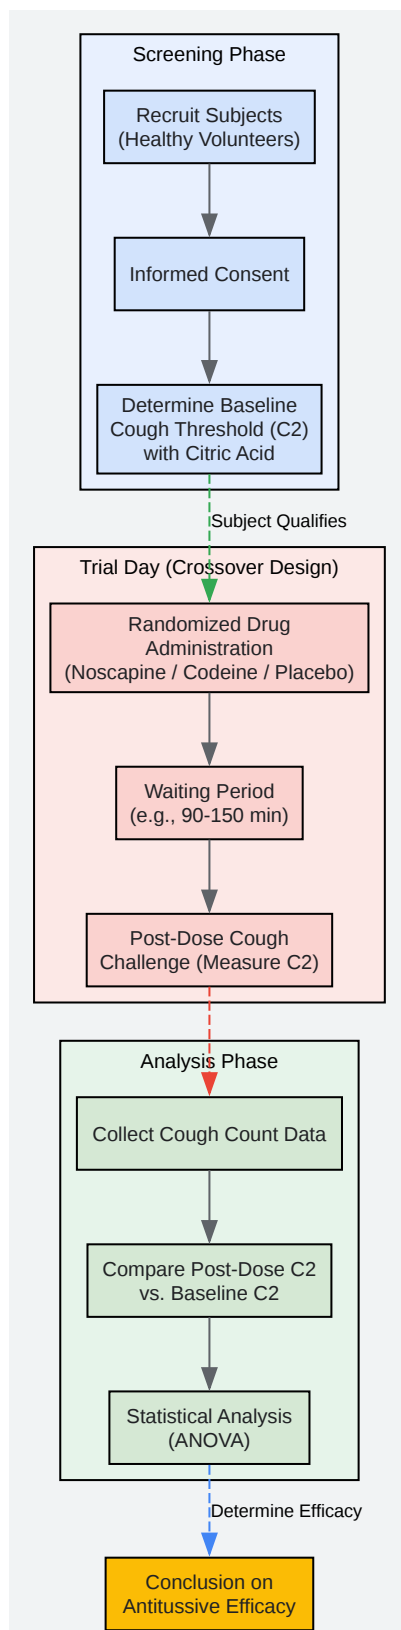 Screening Phase
Recruit Subjects
(Healthy Volunteers)
Informed Consent
Determine Baseline
Cough Threshold (C2)
with Citric Acid
Subject Qualifies
Trial Day (Crossover Design)
Randomized Drug
Administration
(Noscapine / Codeine / Placebo)
Waiting Period
(e.g., 90-150 min)
Post-Dose Cough
Challenge (Measure C2)
Analysis Phase
Collect Cough Count Data
Compare Post-Dose C2
vs. Baseline C2
Statistical Analysis
(ANOVA)
Determine Efficacy
Conclusion on
Antitussive Efficacy